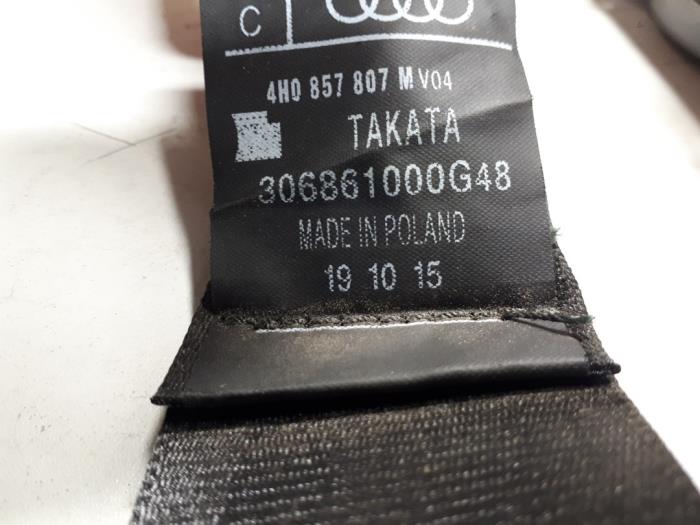 C
4H0 857 807 M V04
TAKATA
306861000G48
MADE IN POLAND
19 10 15